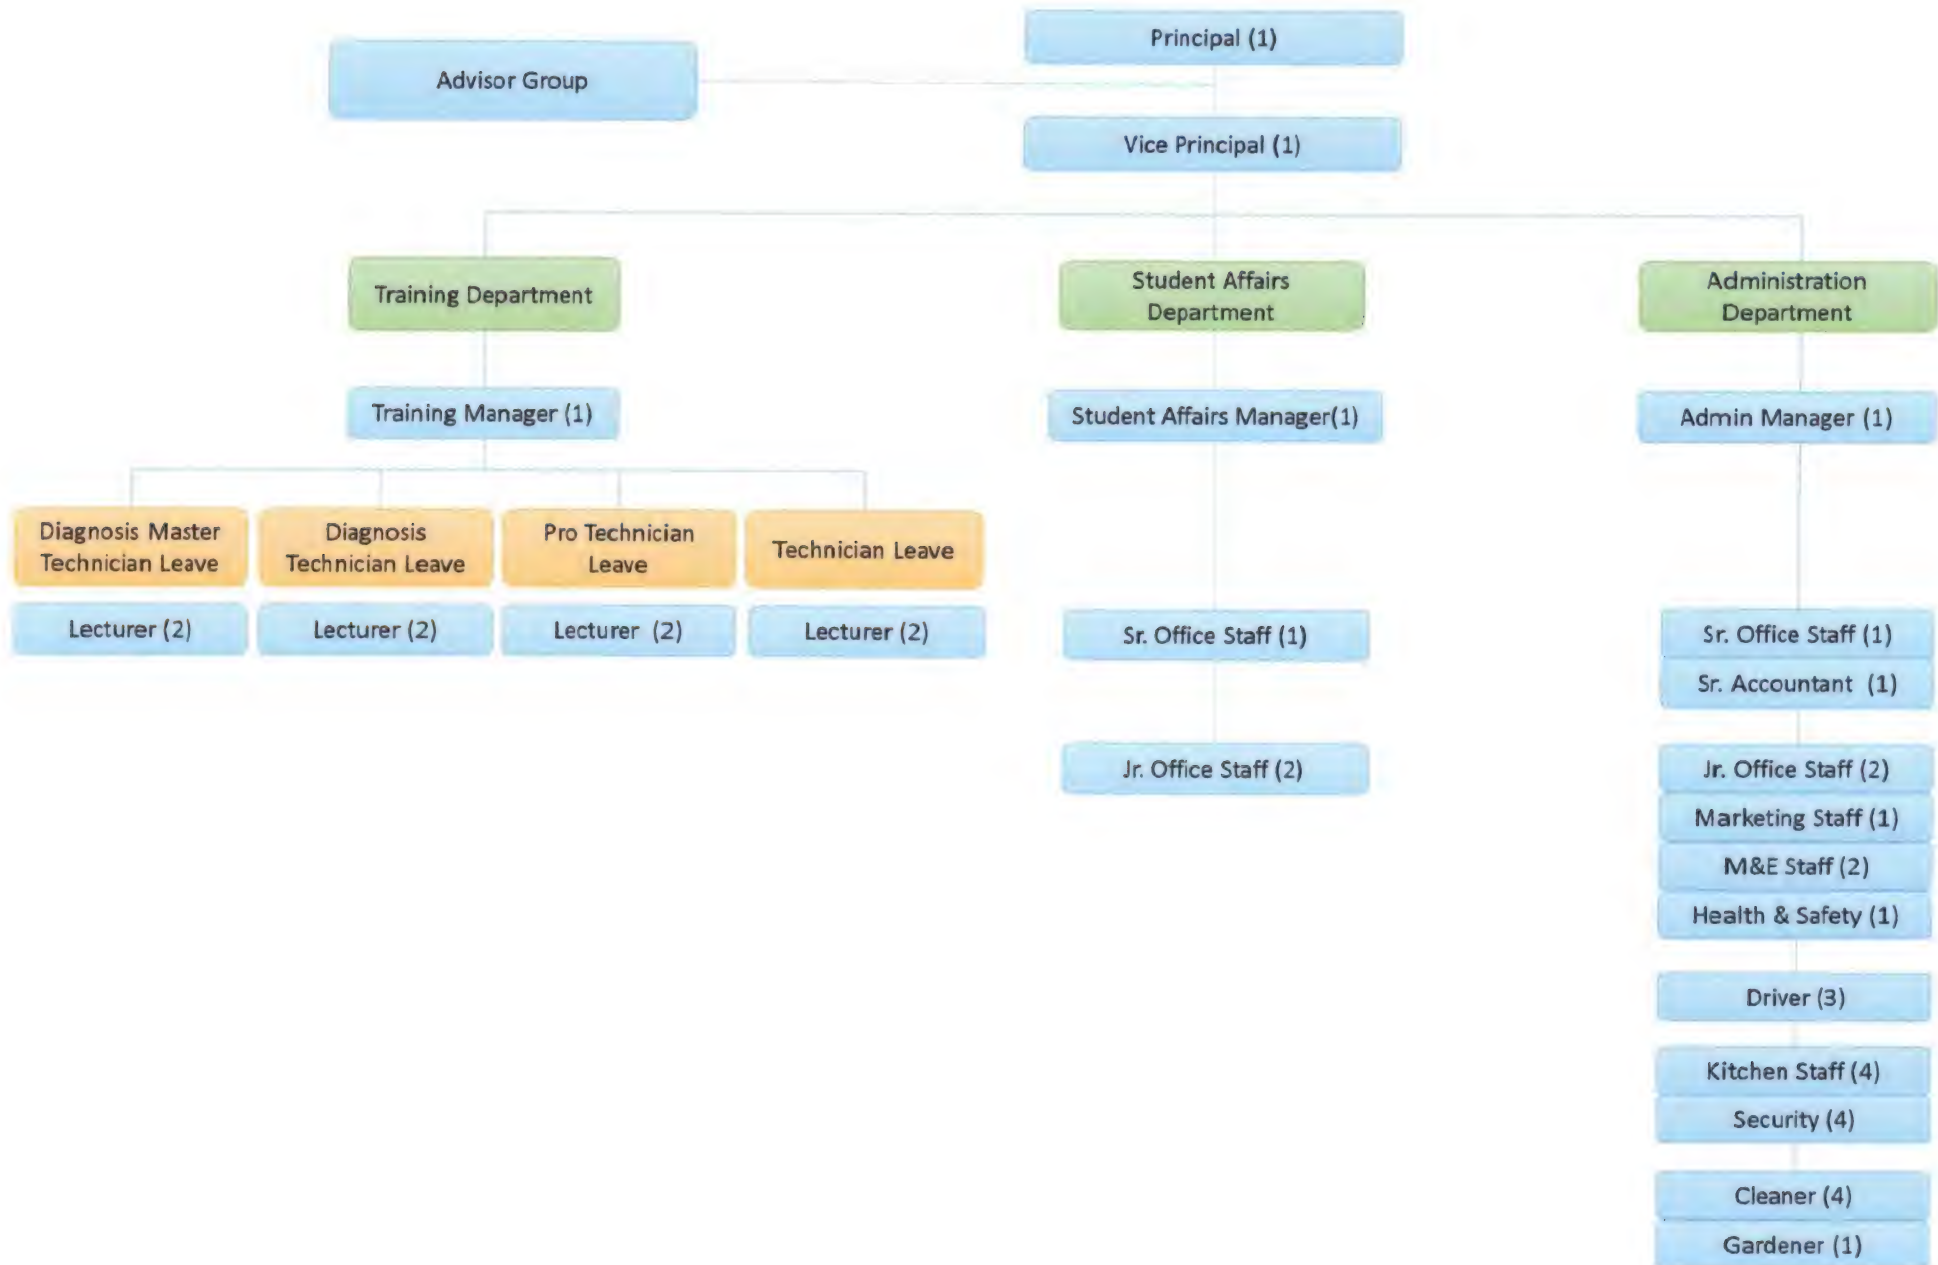 Principal (1)
Advisor Group
Vice Principal (1)
Training Department
Student Affairs
Department
Administration
Department
Training Manager (1)
Student Affairs Manager(1)
Admin Manager (1)
Diagnosis Master
Technician Leave
Diagnosis
Technician Leave
Pro Technician
Leave
Technician Leave
Lecturer (2)
Lecturer (2)
Lecturer (2)
Lecturer (2)
Sr. Office Staff (1)
Jr. Office Staff (2)
Sr. Office Staff (1)
Sr. Accountant (1)
Jr. Office Staff (2)
Marketing Staff (1)
M&E Staff (2)
Health & Safety (1)
Driver (3)
Kitchen Staff (4)
Security (4)
Cleaner (4)
Gardener (1)